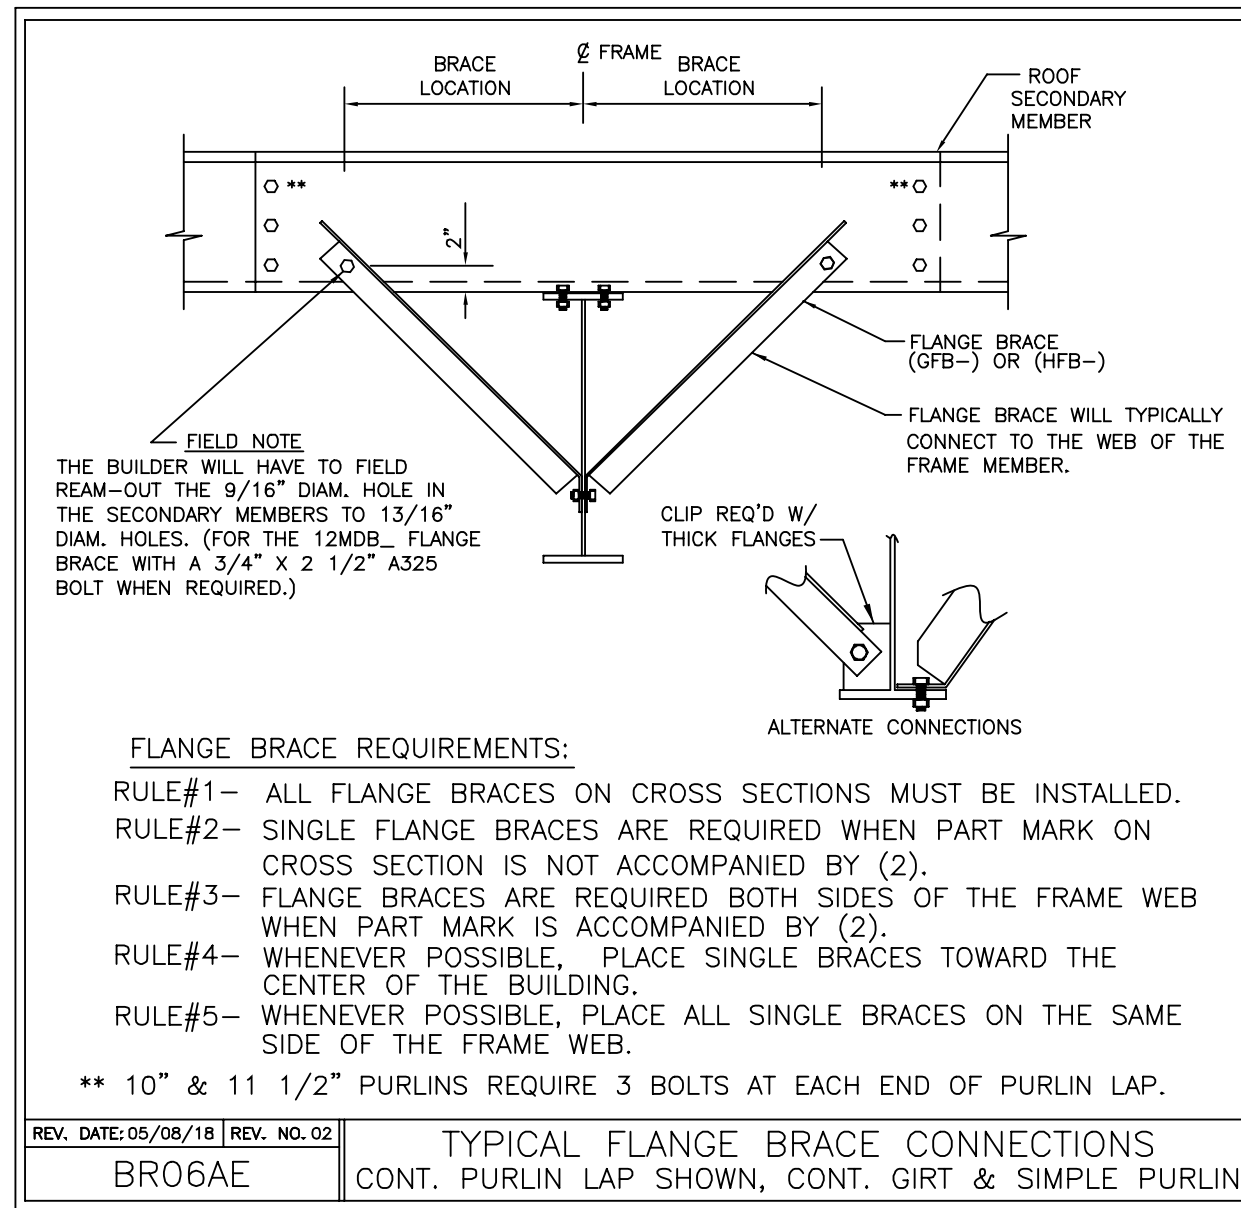 ℄ FRAME
BRACE
LOCATION
BRACE
LOCATION
ROOF
SECONDARY
MEMBER
**
**
2"
FLANGE BRACE
(GFB-) OR (HFB-)
FLANGE BRACE WILL TYPICALLY
CONNECT TO THE WEB OF THE
FRAME MEMBER.
FIELD NOTE
THE BUILDER WILL HAVE TO FIELD
REAM-OUT THE 9/16" DIAM. HOLE IN
THE SECONDARY MEMBERS TO 13/16"
DIAM. HOLES. (FOR THE 12MDB_ FLANGE
BRACE WITH A 3/4" X 2 1/2" A325
BOLT WHEN REQUIRED.)
CLIP REQ'D W/
THICK FLANGES
ALTERNATE CONNECTIONS
FLANGE BRACE REQUIREMENTS:
RULE#1- ALL FLANGE BRACES ON CROSS SECTIONS MUST BE INSTALLED.
RULE#2- SINGLE FLANGE BRACES ARE REQUIRED WHEN PART MARK ON
CROSS SECTION IS NOT ACCOMPANIED BY (2).
RULE#3- FLANGE BRACES ARE REQUIRED BOTH SIDES OF THE FRAME WEB
WHEN PART MARK IS ACCOMPANIED BY (2).
RULE#4- WHENEVER POSSIBLE, PLACE SINGLE BRACES TOWARD THE
CENTER OF THE BUILDING.
RULE#5- WHENEVER POSSIBLE, PLACE ALL SINGLE BRACES ON THE SAME
SIDE OF THE FRAME WEB.
** 10" & 11 1/2" PURLINS REQUIRE 3 BOLTS AT EACH END OF PURLIN LAP.
REV. DATE: 05/08/18 REV. NO. 02
BR06AE
TYPICAL FLANGE BRACE CONNECTIONS
CONT. PURLIN LAP SHOWN, CONT. GIRT & SIMPLE PURLIN